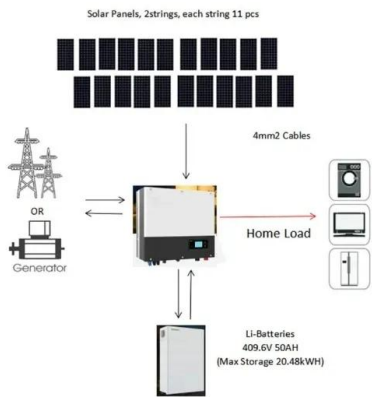 Solar Panels, 2strings, each string 11 pcs
4mm2 Cables
OR
Generator
Home Load
Li-Batteries
409.6V 50AH
(Max Storage 20.48kWH)